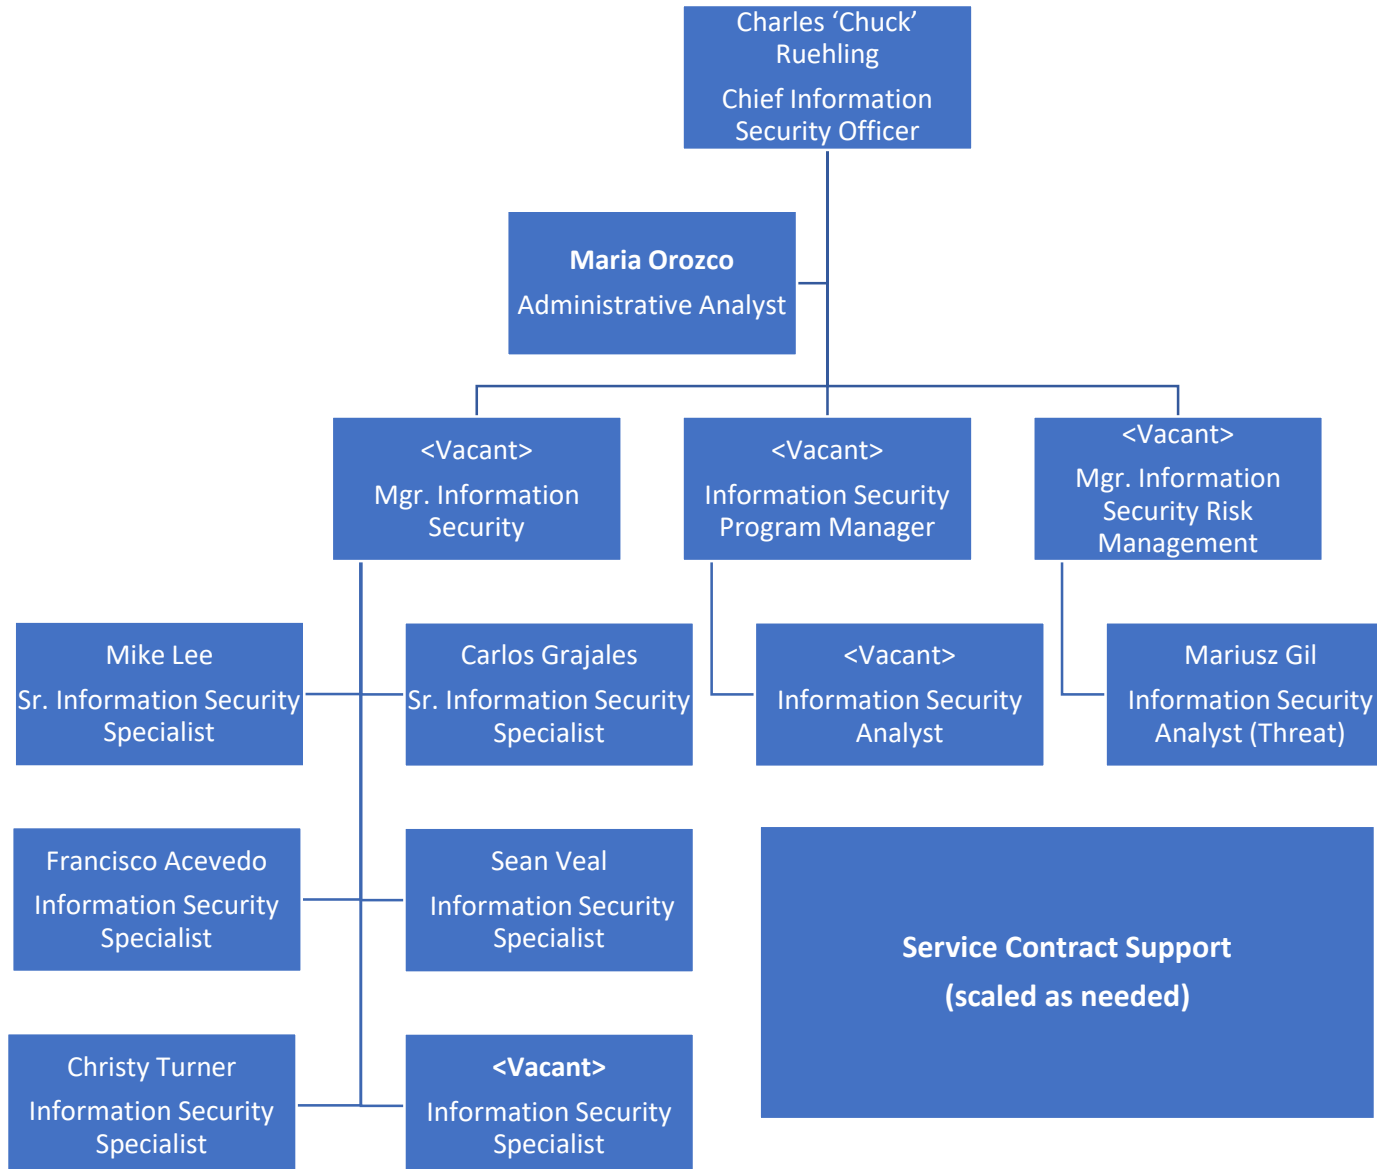 Charles ‘Chuck’
Ruehling
Chief Information
Security Officer
Maria Orozco
Administrative Analyst
<Vacant>
Mgr. Information
Security
<Vacant>
Information Security
Program Manager
<Vacant>
Mgr. Information
Security Risk
Management
Mike Lee
Sr. Information Security
Specialist
Carlos Grajales
Sr. Information Security
Specialist
<Vacant>
Information Security
Analyst
Mariusz Gil
Information Security
Analyst (Threat)
Francisco Acevedo
Information Security
Specialist
Sean Veal
Information Security
Specialist
Service Contract Support
(scaled as needed)
Christy Turner
Information Security
Specialist
<Vacant>
Information Security
Specialist